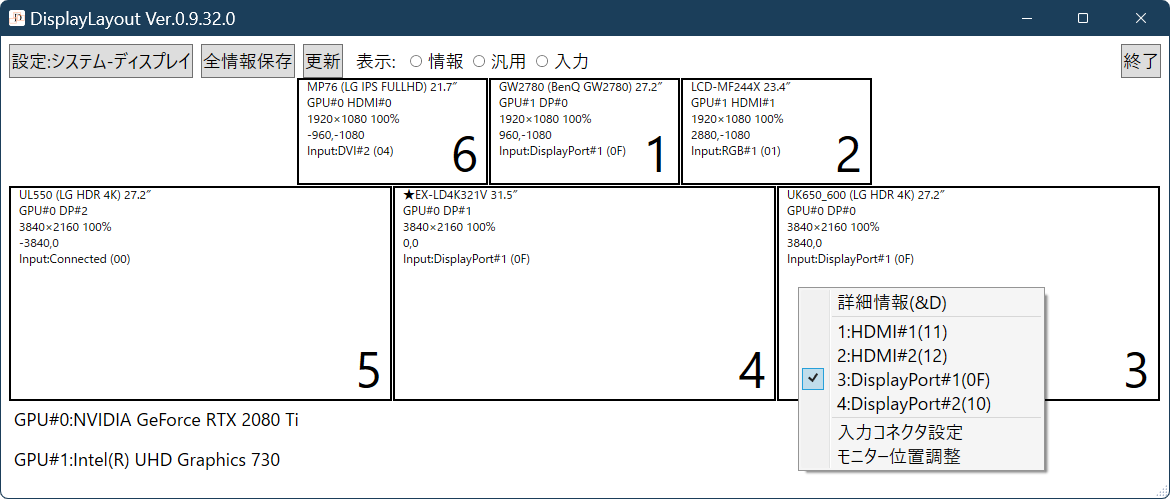 DisplayLayout Ver.0.9.32.0
設定:システム-ディスプレイ 全情報保存 更新 表示: 情報 汎用 入力 終了
MP76 (LG IPS FULLHD) 21.7″
GPU#0 HDMI#0
1920×1080 100%
-960,-1080
Input:DVI#2 (04)
6
GW2780 (BenQ GW2780) 27.2″
GPU#1 DP#0
1920×1080 100%
960,-1080
Input:DisplayPort#1 (0F)
1
LCD-MF244X 23.4″
GPU#1 HDMI#1
1920×1080 100%
2880,-1080
Input:RGB#1 (01)
2
UL550 (LG HDR 4K) 27.2″
GPU#0 DP#2
3840×2160 100%
-3840,0
Input:Connected (00)
5
★EX-LD4K321V 31.5″
GPU#0 DP#1
3840×2160 100%
0,0
Input:DisplayPort#1 (0F)
4
UK650_600 (LG HDR 4K) 27.2″
GPU#0 DP#0
3840×2160 100%
3840,0
Input:DisplayPort#1 (0F)
3
詳細情報(&D)
1:HDMI#1(11)
2:HDMI#2(12)
3:DisplayPort#1(0F)
4:DisplayPort#2(10)
入力コネクタ設定
モニター位置調整
GPU#0:NVIDIA GeForce RTX 2080 Ti
GPU#1:Intel(R) UHD Graphics 730